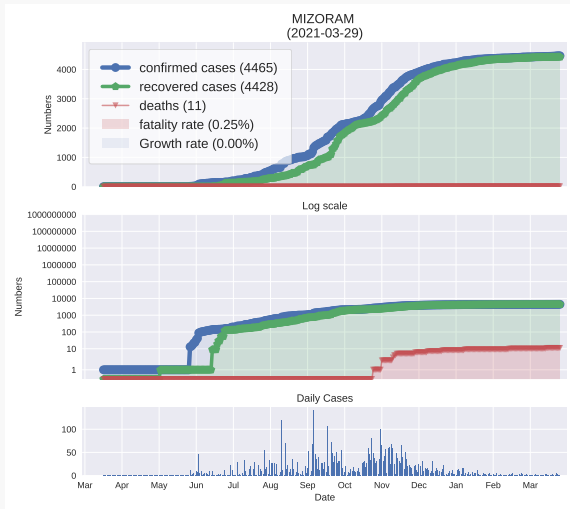 MIZORAM
(2021-03-29)
confirmed cases (4465)
recovered cases (4428)
deaths (11)
fatality rate (0.25%)
Growth rate (0.00%)
Numbers
4000
3000
2000
1000
0
Log scale
Numbers
1000000000
100000000
10000000
1000000
100000
10000
1000
100
10
1
Daily Cases
100
50
0
Mar Apr May Jun Jul Aug Sep Oct Nov Dec Jan Feb Mar
Date